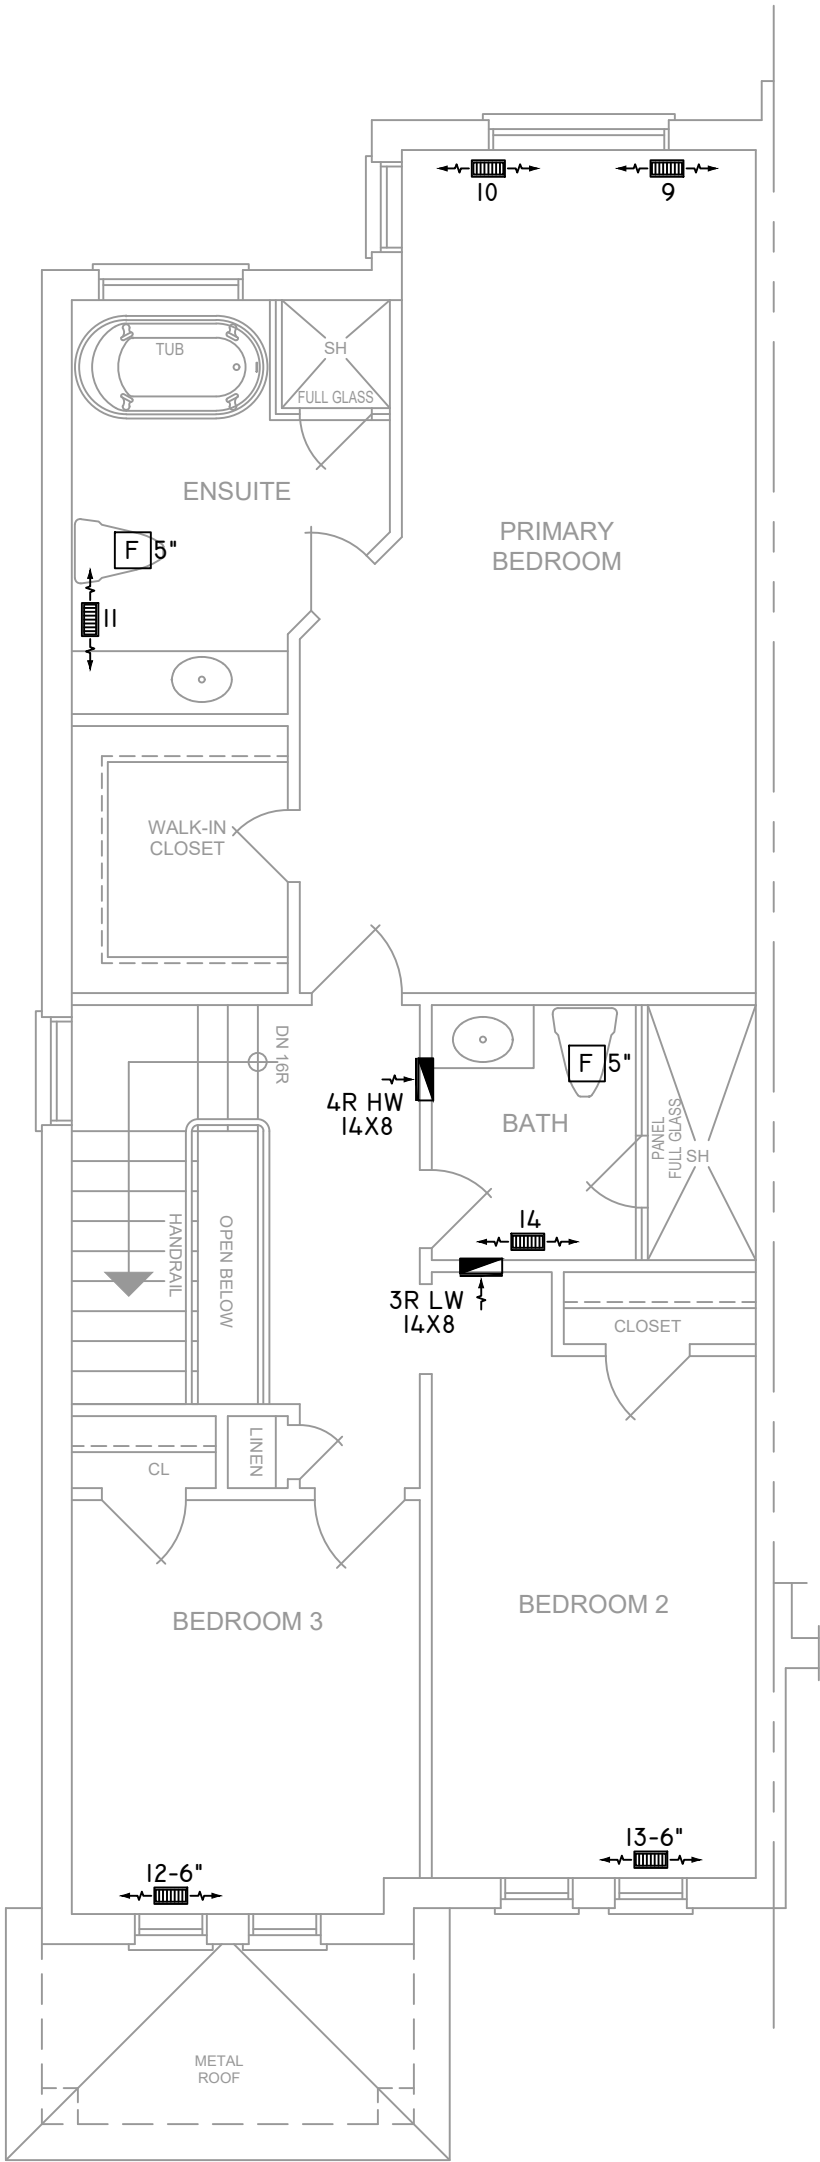 10
9
TUB
SH
FULL GLASS
ENSUITE
PRIMARY
BEDROOM
F 5"
11
WALK-IN
CLOSET
DN 16R
4R HW
14X8
F 5"
BATH
PANEL
FULL GLASS
SH
HANDRAIL
OPEN BELOW
14
3R LW
14X8
CLOSET
LINEN
CL
BEDROOM 3
BEDROOM 2
12-6"
13-6"
METAL
ROOF